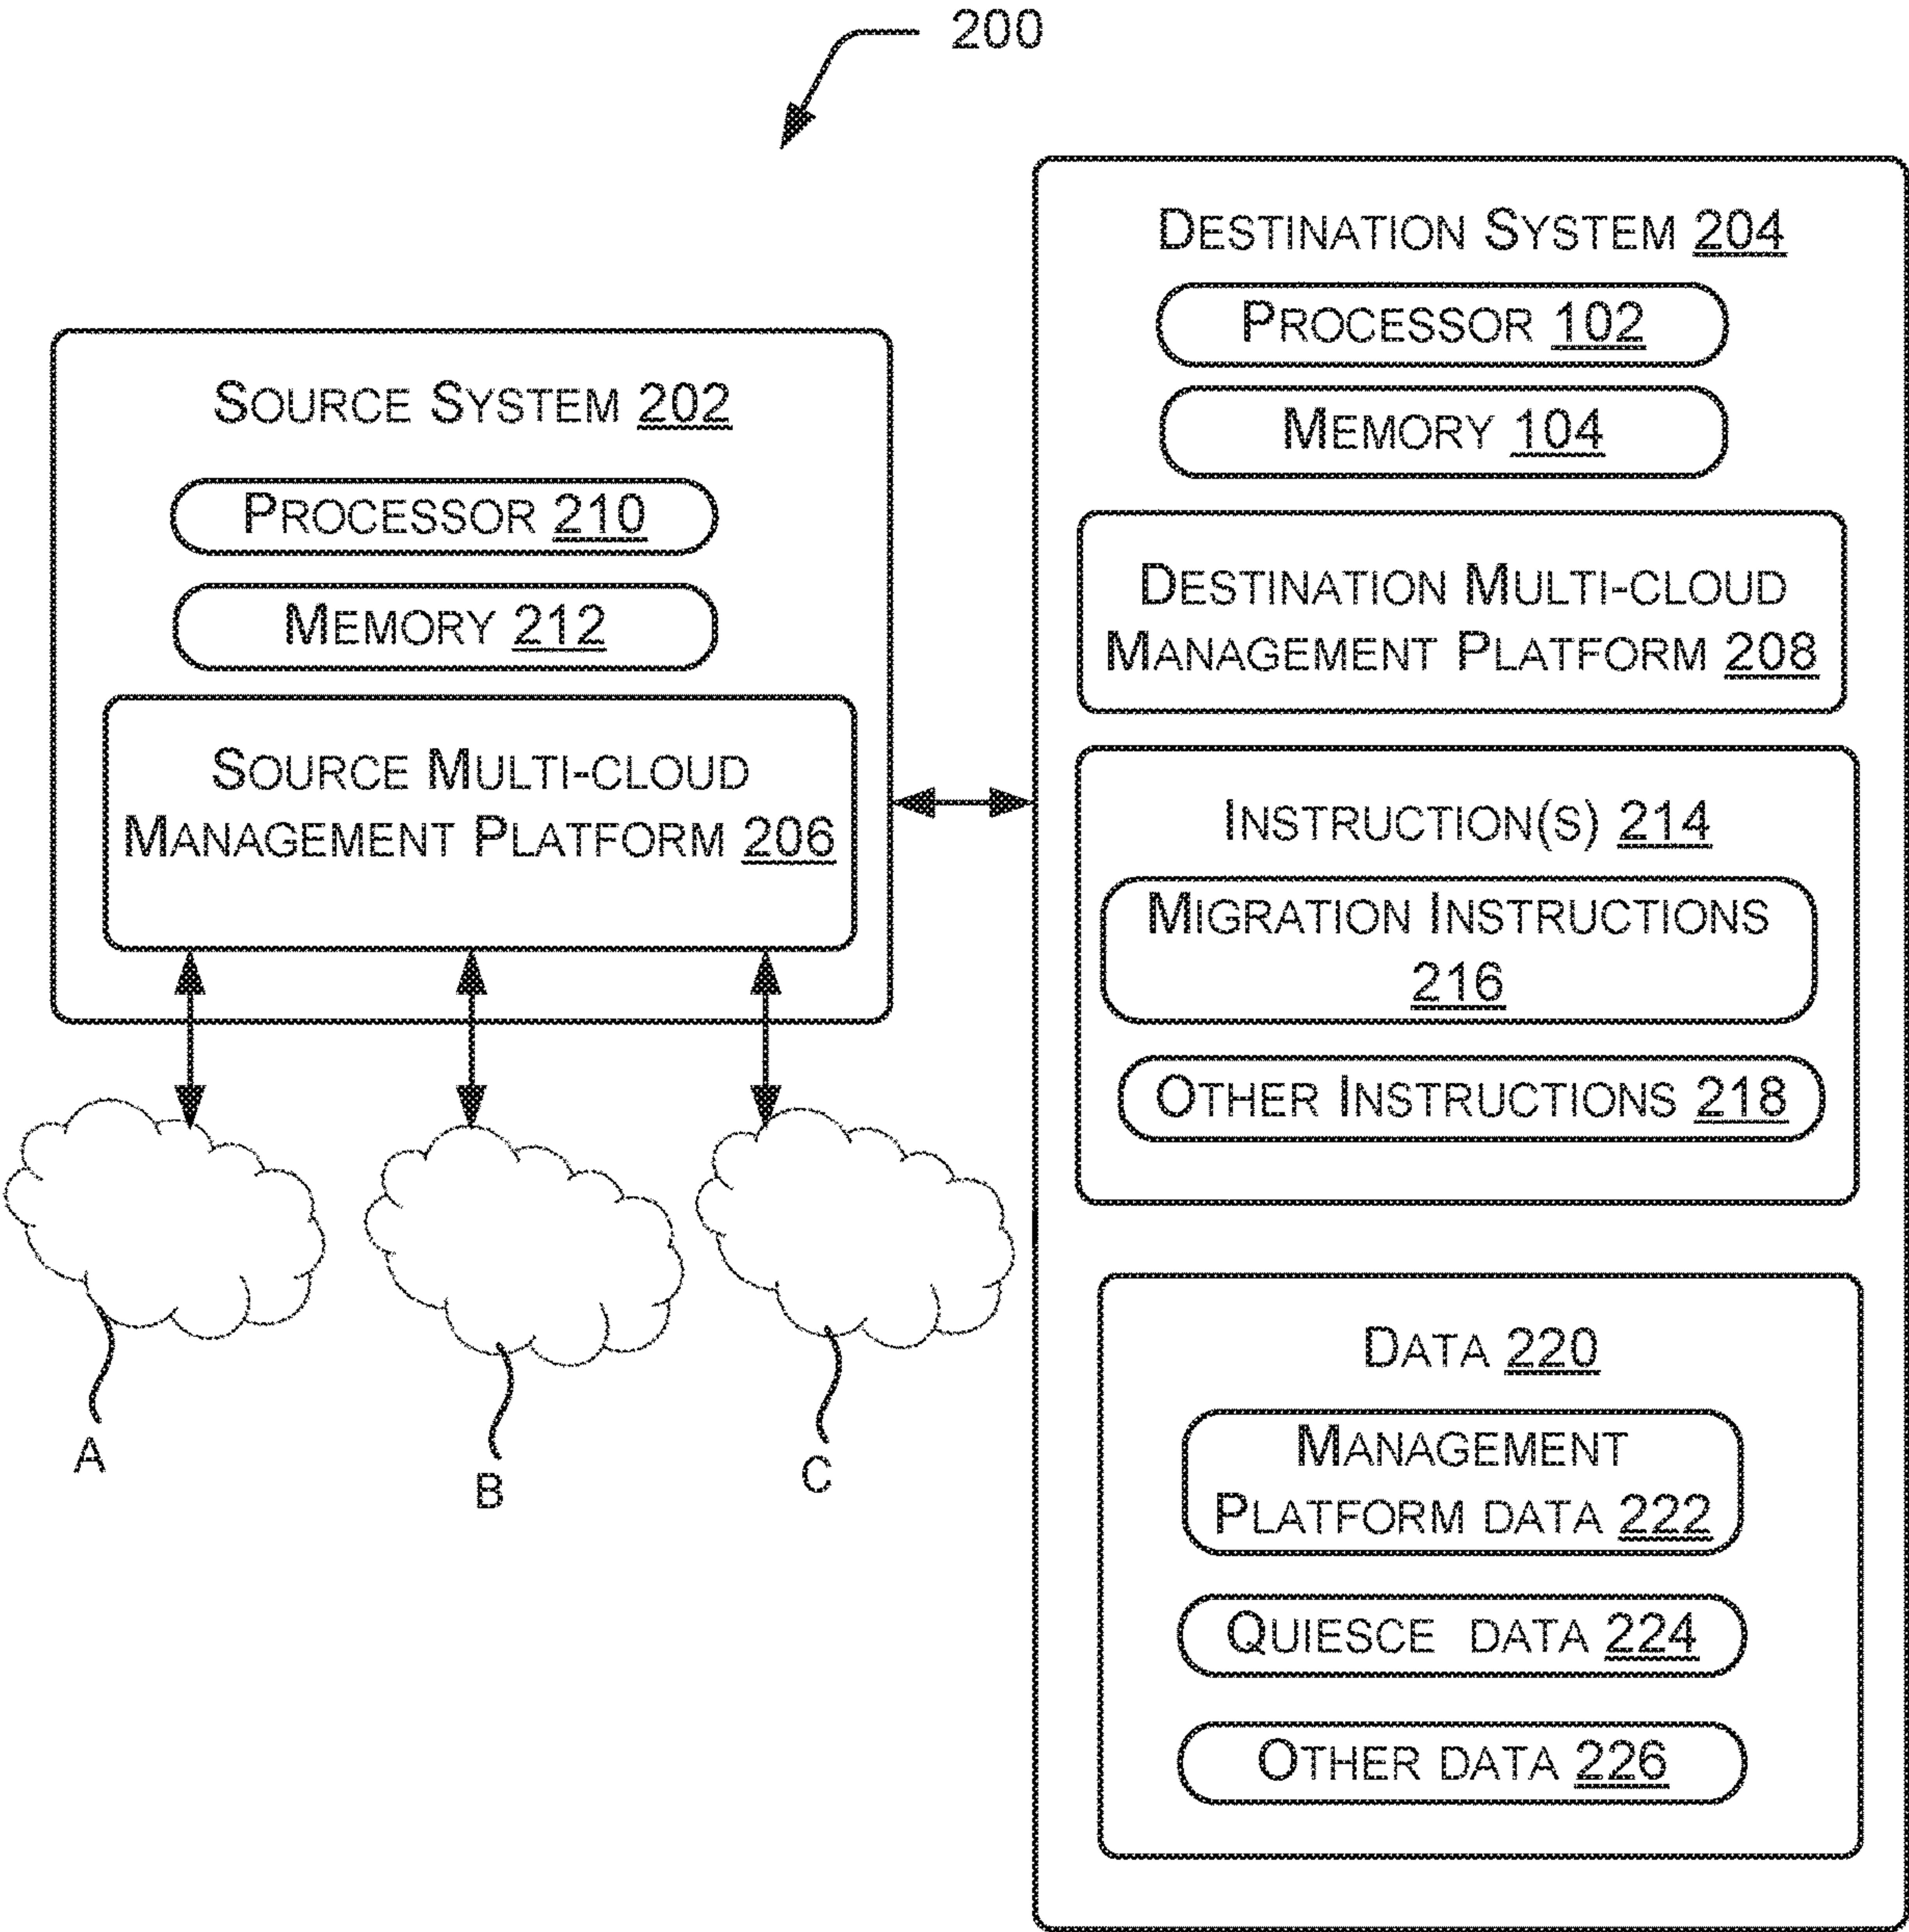 200
SOURCE SYSTEM 202
PROCESSOR 210
MEMORY 212
SOURCE MULTI-CLOUD
MANAGEMENT PLATFORM 206
A
B
C
DESTINATION SYSTEM 204
PROCESSOR 102
MEMORY 104
DESTINATION MULTI-CLOUD
MANAGEMENT PLATFORM 208
INSTRUCTION(S) 214
MIGRATION INSTRUCTIONS
216
OTHER INSTRUCTIONS 218
DATA 220
MANAGEMENT
PLATFORM DATA 222
QUIESCE DATA 224
OTHER DATA 226